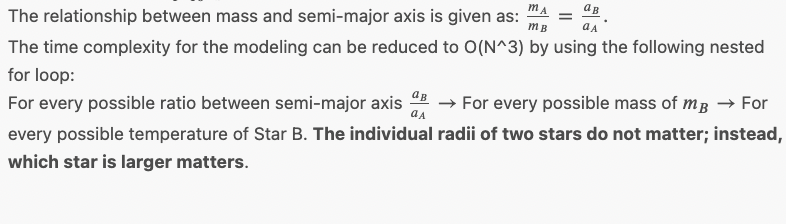 The relationship between mass and semi-major axis is given as: $\frac{m_A}{m_B} = \frac{a_B}{a_A}$.
The time complexity for the modeling can be reduced to O(N^3) by using the following nested
for loop:
For every possible ratio between semi-major axis $\frac{a_B}{a_A}$ → For every possible mass of $m_B$ → For
every possible temperature of Star B. The individual radii of two stars do not matter; instead,
which star is larger matters.